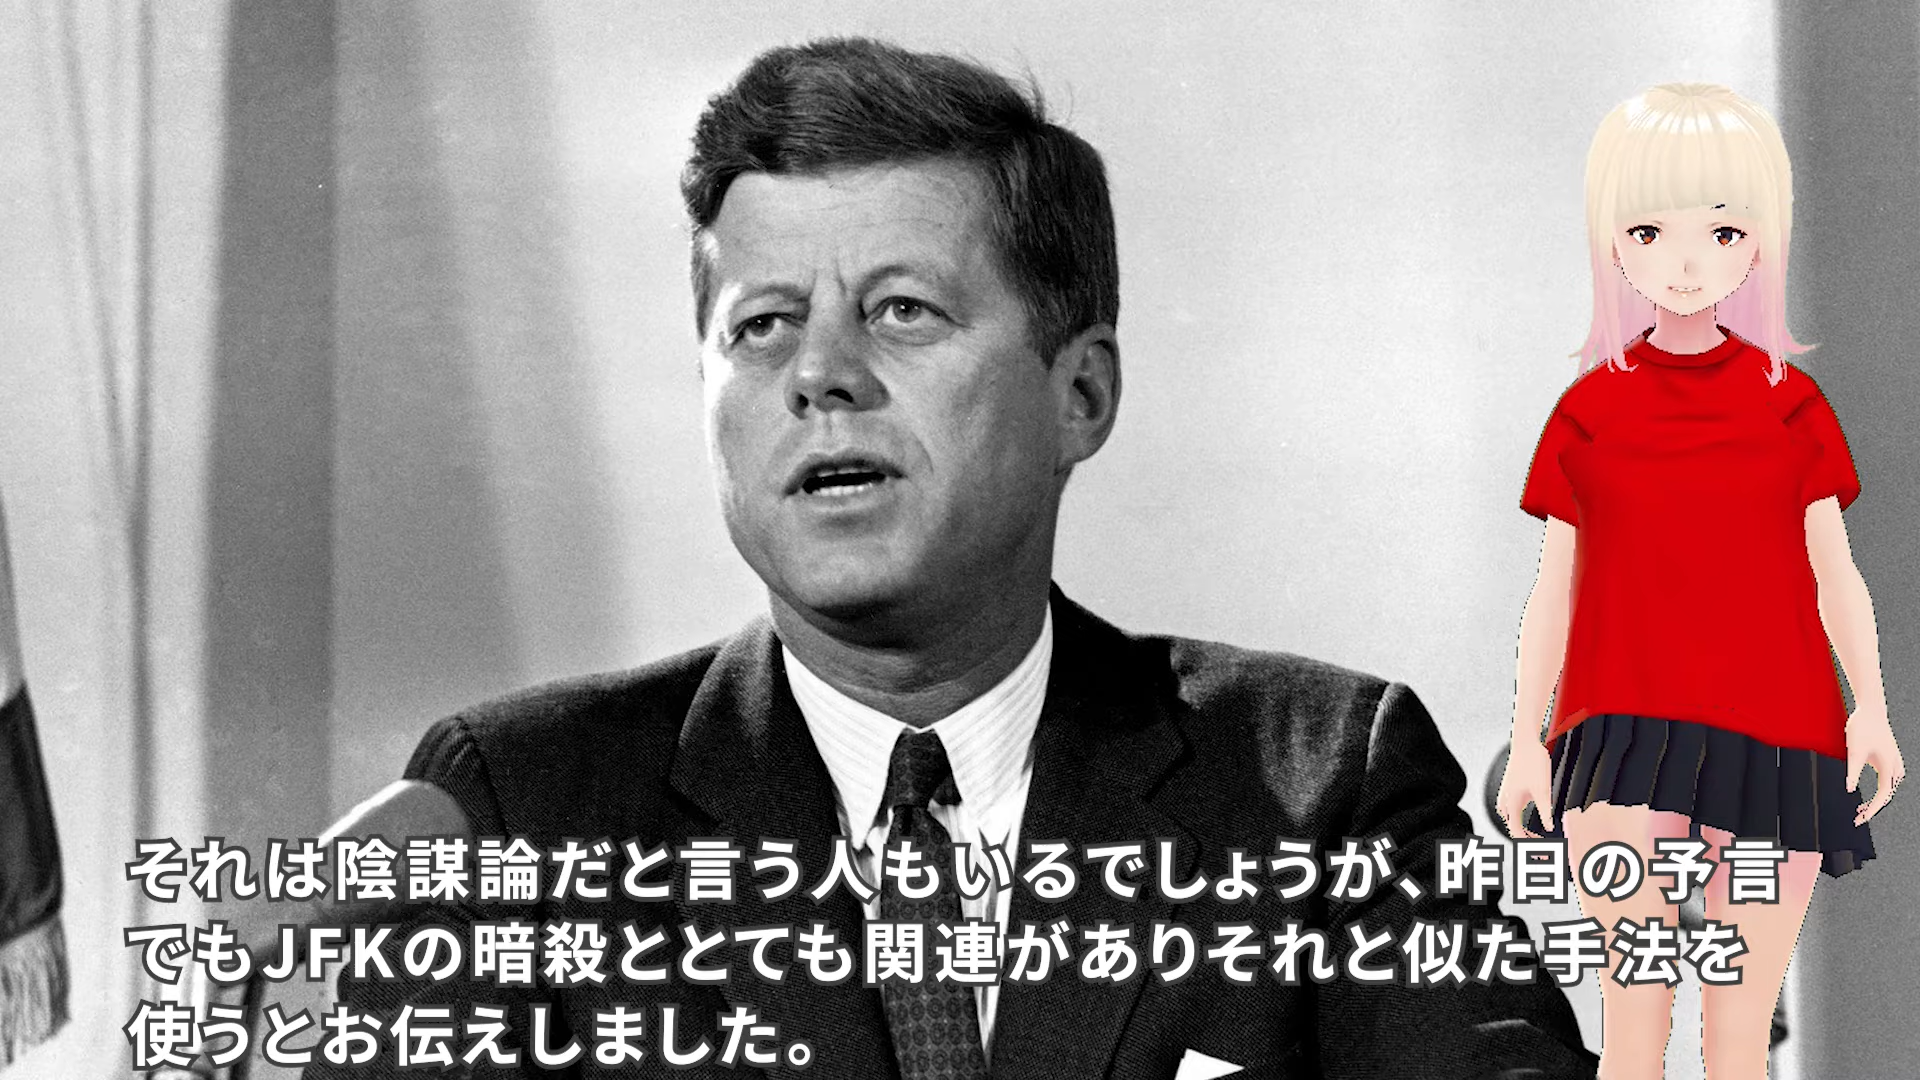 それは陰謀論だと言う人もいるでしょうが、昨日の予言
でもJFKの暗殺ととても関連がありそれと似た手法を
使うとお伝えしました。